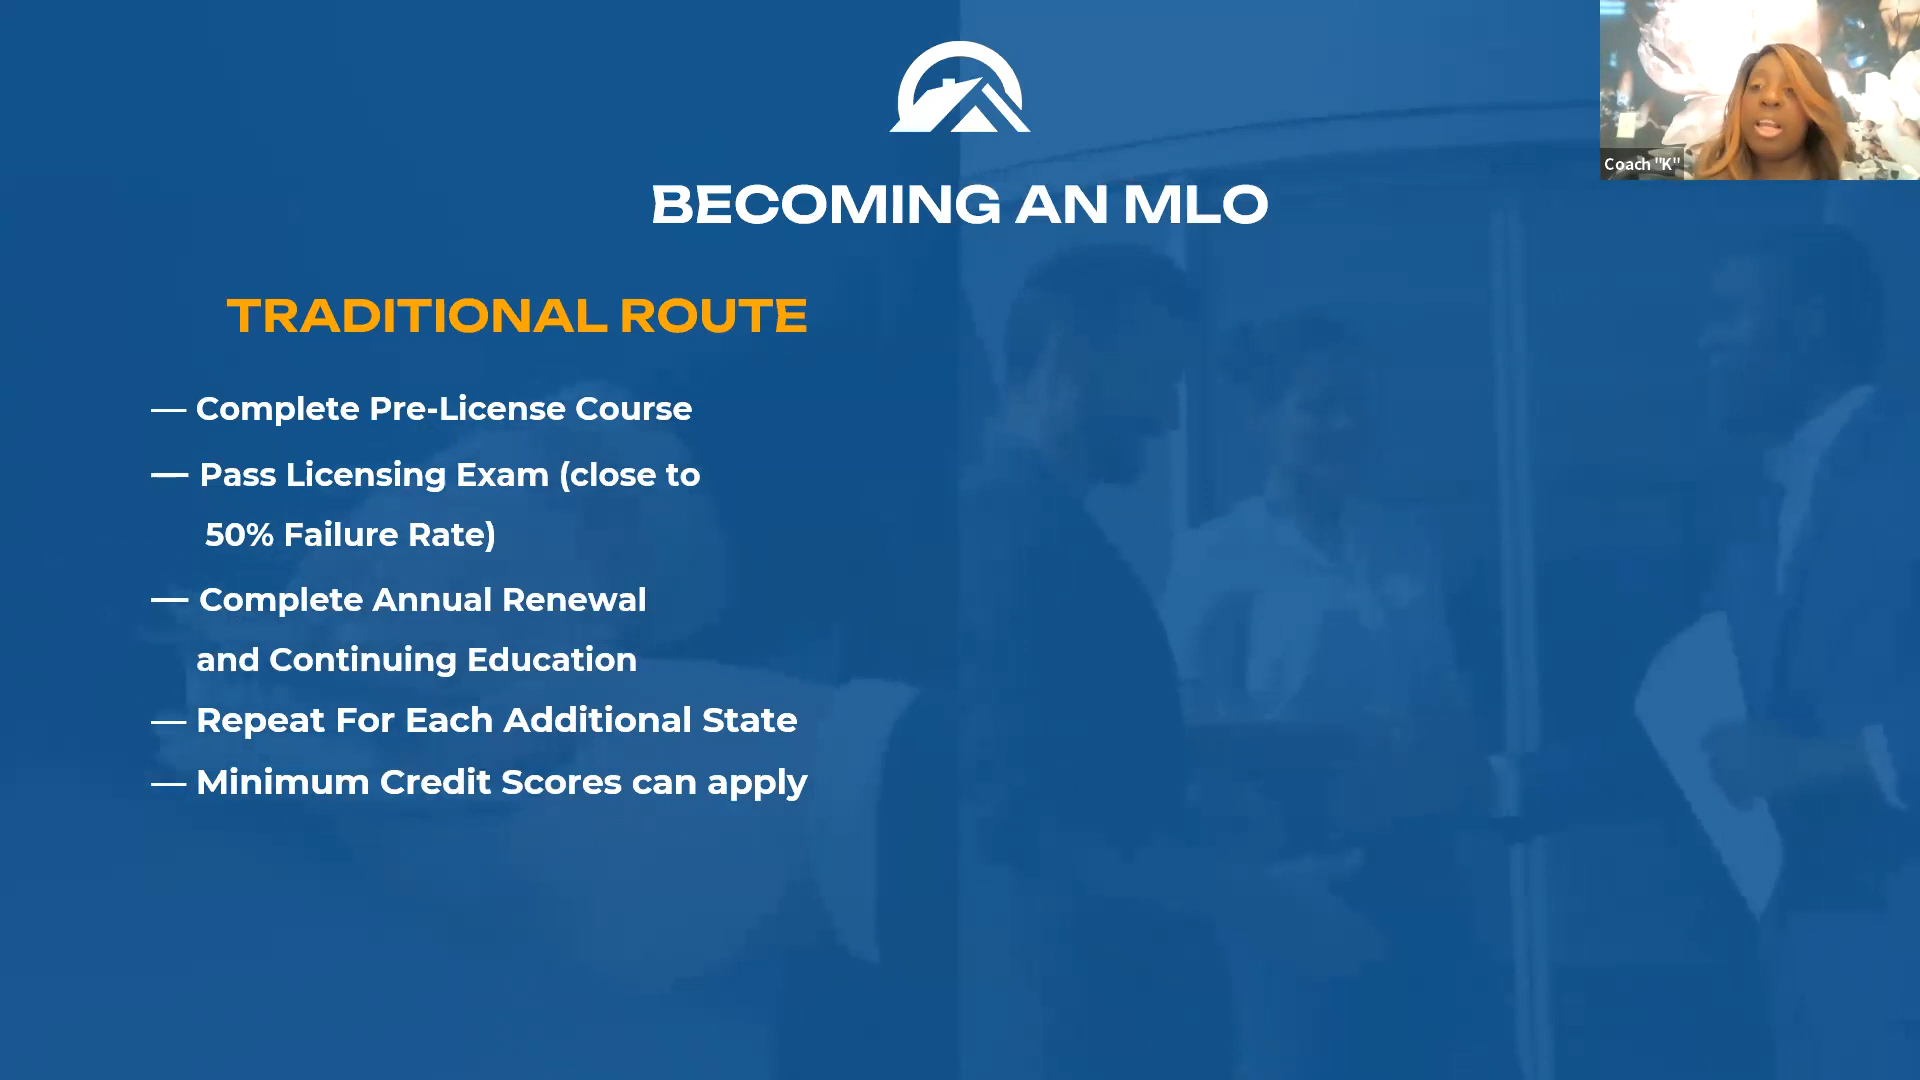 Coach "K"
BECOMING AN MLO
TRADITIONAL ROUTE
— Complete Pre-License Course
— Pass Licensing Exam (close to
50% Failure Rate)
— Complete Annual Renewal
and Continuing Education
— Repeat For Each Additional State
— Minimum Credit Scores can apply